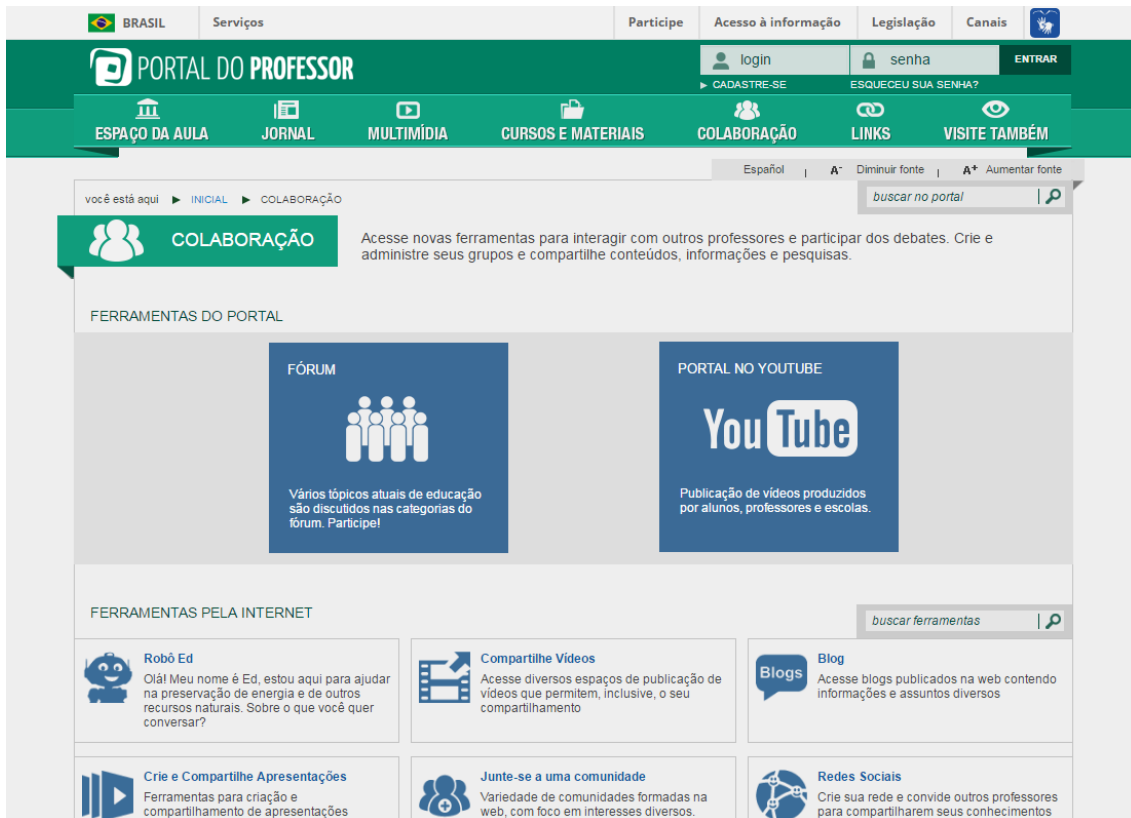 BRASIL Serviços Participe Acesso à informação Legislação Canais
PORTAL DO PROFESSOR
login senha ENTRAR
CADASTRE-SE ESQUECEU SUA SENHA?
ESPAÇO DA AULA JORNAL MULTIMÍDIA CURSOS E MATERIAIS COLABORAÇÃO LINKS VISITE TAMBÉM
Español | A- Diminuir fonte | A+ Aumentar fonte
você está aqui ► INICIAL ► COLABORAÇÃO
buscar no portal
COLABORAÇÃO
Acesse novas ferramentas para interagir com outros professores e participar dos debates. Crie e
administre seus grupos e compartilhe conteúdos, informações e pesquisas.
FERRAMENTAS DO PORTAL
FÓRUM
Vários tópicos atuais de educação
são discutidos nas categorias do
fórum. Participe!
PORTAL NO YOUTUBE
You Tube
Publicação de vídeos produzidos
por alunos, professores e escolas.
FERRAMENTAS PELA INTERNET
buscar ferramentas
Robô Ed
Olá! Meu nome é Ed, estou aqui para ajudar
na preservação de energia e de outros
recursos naturais. Sobre o que você quer
conversar?
Compartilhe Vídeos
Acesse diversos espaços de publicação de
vídeos que permitem, inclusive, o seu
compartilhamento
Blogs
Blog
Acesse blogs publicados na web contendo
informações e assuntos diversos
Crie e Compartilhe Apresentações
Ferramentas para criação e
compartilhamento de apresentações
Junte-se a uma comunidade
Variedade de comunidades formadas na
web, com foco em interesses diversos.
Redes Sociais
Crie sua rede e convide outros professores
para compartilharem seus conhecimentos